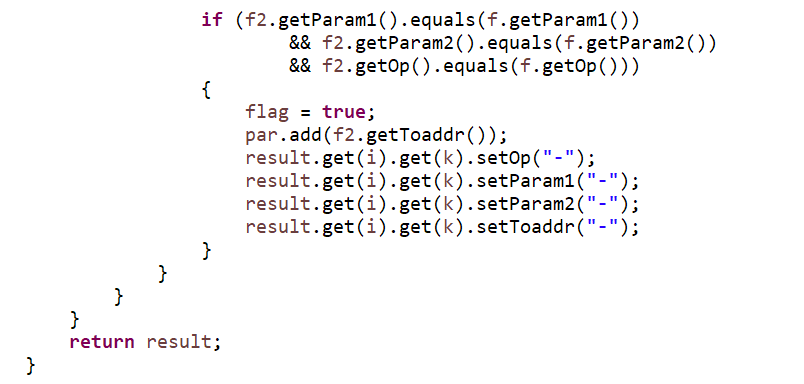 if (f2.getParam1().equals(f.getParam1())
&& f2.getParam2().equals(f.getParam2())
&& f2.getOp().equals(f.getOp()))
{
flag = true;
par.add(f2.getToaddr());
result.get(i).get(k).setOp("-");
result.get(i).get(k).setParam1("-");
result.get(i).get(k).setParam2("-");
result.get(i).get(k).setToaddr("-");
}
}
}
}
return result;
}